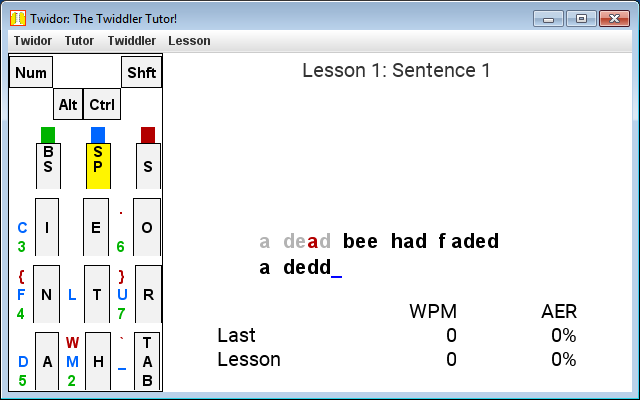 Twidor: The Twiddler Tutor!
Twidor Tutor Twiddler Lesson
Num Shft
Alt Ctrl
BS SP S
C 3 I E . 6 O
{ F 4 N L T } U 7 R
D 5 A W M 2 H ` _ TAB
Lesson 1: Sentence 1
a dead bee had faded
a dedd_
WPM AER
Last 0 0%
Lesson 0 0%